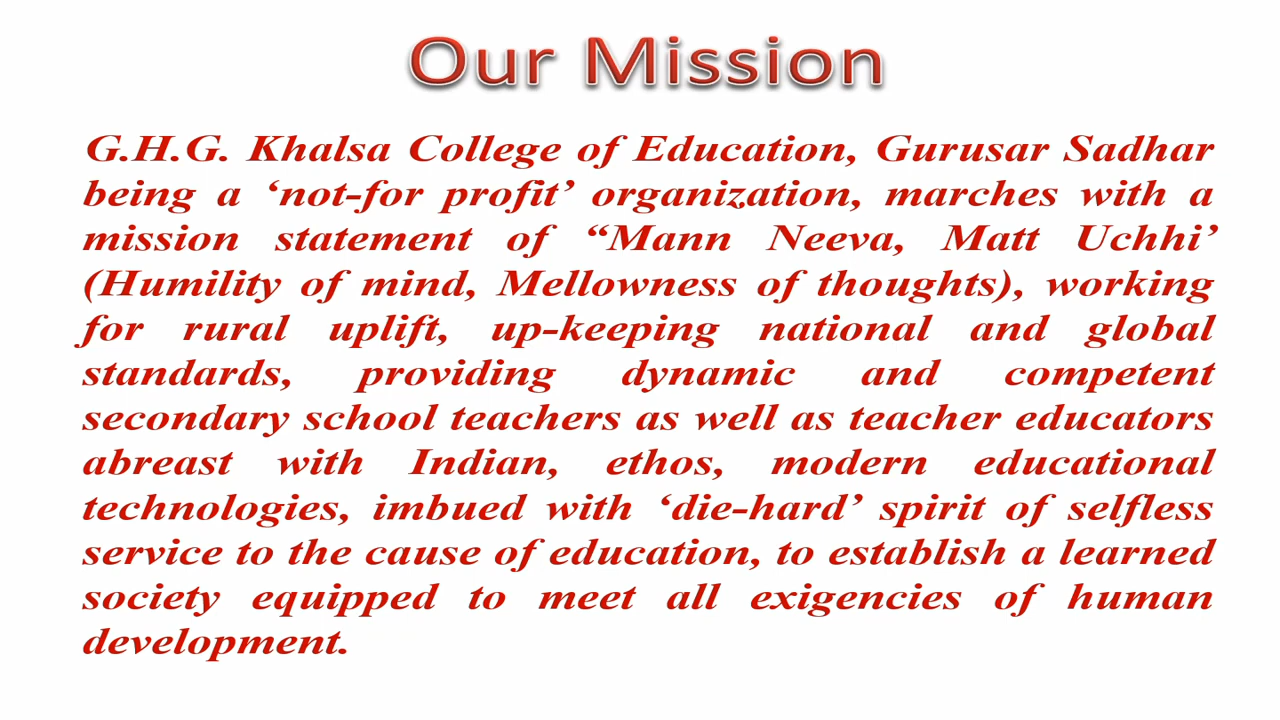 Our Mission
G.H.G. Khalsa College of Education, Gurusar Sadhar
being a ‘not-for profit’ organization, marches with a
mission statement of “Mann Neeva, Matt Uchhi’
(Humility of mind, Mellowness of thoughts), working
for rural uplift, up-keeping national and global
standards, providing dynamic and competent
secondary school teachers as well as teacher educators
abreast with Indian, ethos, modern educational
technologies, imbued with ‘die-hard’ spirit of selfless
service to the cause of education, to establish a learned
society equipped to meet all exigencies of human
development.